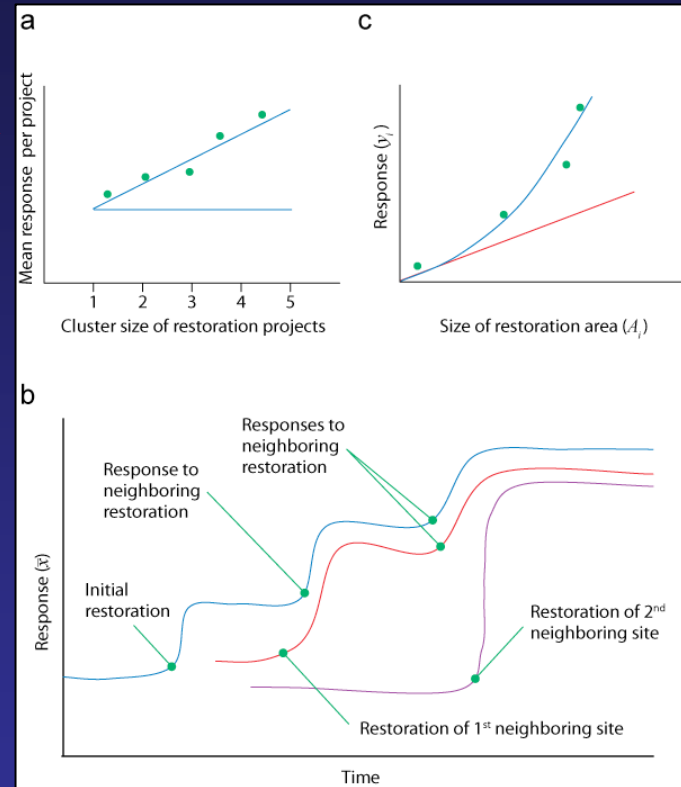 a
Mean response per project
1 2 3 4 5
Cluster size of restoration projects
c
Response (yᵢ)
Size of restoration area (Aᵢ)
b
Responses to
neighboring
restoration
Response to
neighboring
restoration
Initial
restoration
Restoration of 2ⁿᵈ
neighboring site
Restoration of 1ˢᵗ neighboring site
Response (x̄)
Time